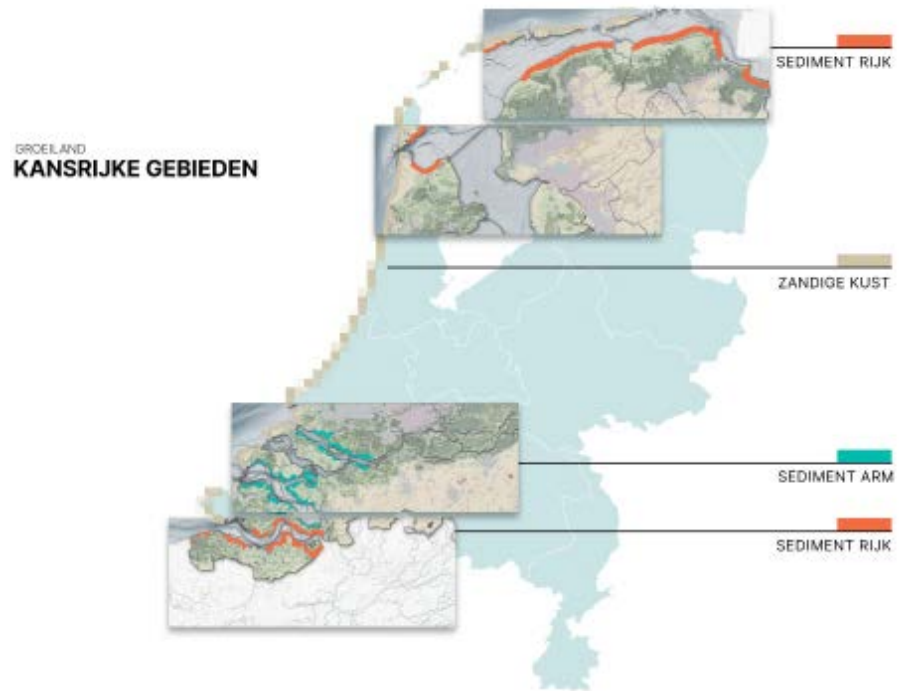 SEDIMENT RIJK
GROEILAND
KANSRIJKE GEBIEDEN
ZANDIGE KUST
SEDIMENT ARM
SEDIMENT RIJK